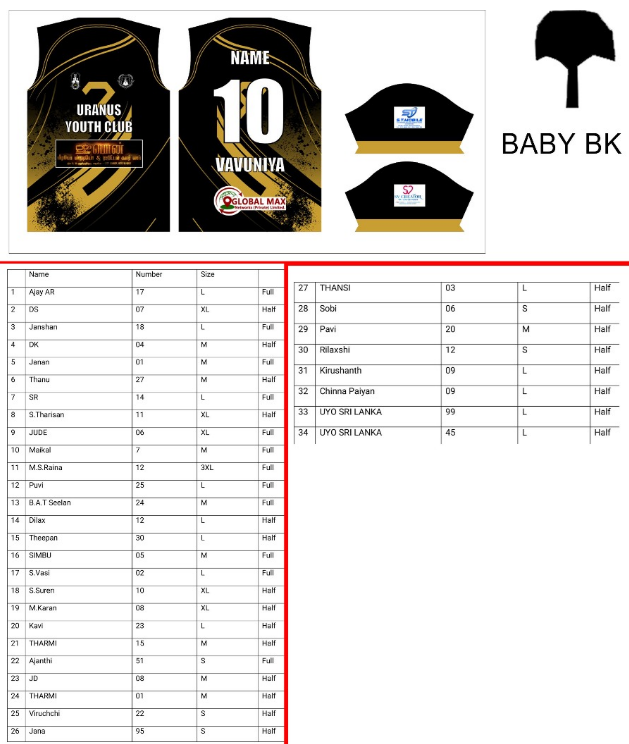 URANUS
YOUTH CLUB
ஐபொன்
NAME
10
VAVUNIYA
GLOBAL MAX
Networks (Private) Limited
S.T MOBILE
BABY BK
Name Number Size
1 Ajay AR 17 L Full
2 DS 07 XL Half
3 Janshan 18 L Full
4 DK 04 M Half
5 Janan 01 M Full
6 Thanu 27 M Half
7 SR 14 L Full
8 S.Tharisan 11 XL Half
9 JUDE 06 XL Full
10 Maikal 7 M Full
11 M.S.Raina 12 3XL Full
12 Puvi 25 L Full
13 B.A.T Seelan 24 M Full
14 Dilax 12 L Half
15 Theepan 30 L Half
16 SIMBU 05 M Full
17 S.Vasi 02 L Full
18 S.Suren 10 XL Half
19 M.Karan 08 XL Half
20 Kavi 23 L Half
21 THARMI 15 M Half
22 Ajanthi 51 S Full
23 JD 08 M Half
24 THARMI 01 M Half
25 Viruchchi 22 S Half
26 Jana 95 S Half
27 THANSI 03 L Half
28 Sobi 06 S Half
29 Pavi 20 M Half
30 Rilaxshi 12 S Half
31 Kirushanth 09 L Half
32 Chinna Paiyan 09 L Half
33 UYO SRI LANKA 99 L Half
34 UYO SRI LANKA 45 L Half